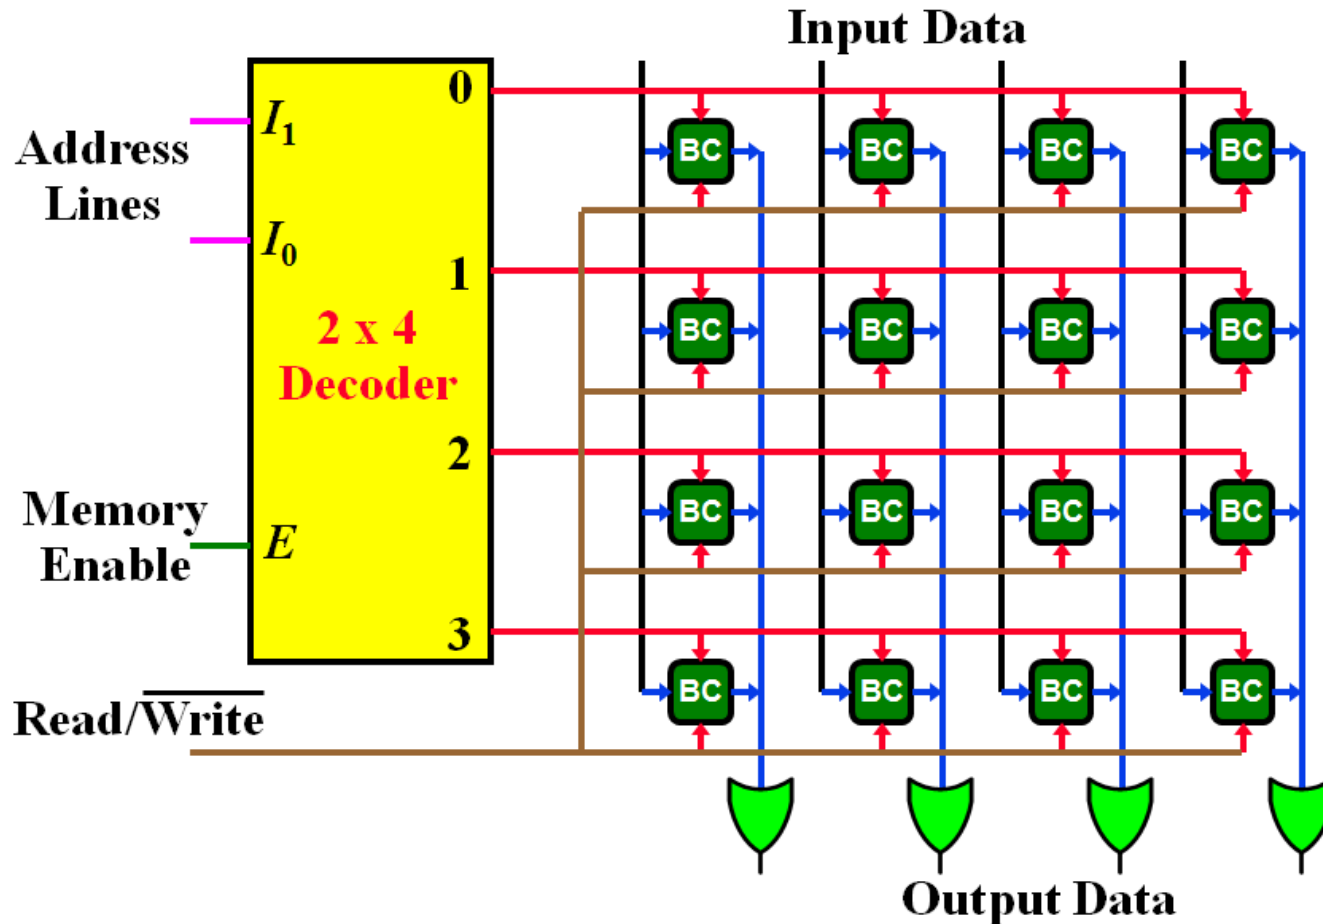 Input Data
0
I₁
Address
Lines
BC BC BC BC
I₀
1
2 x 4
Decoder
BC BC BC BC
2
Memory
Enable
E
BC BC BC BC
3
BC BC BC BC
Read/W̅r̅i̅t̅e̅
Output Data